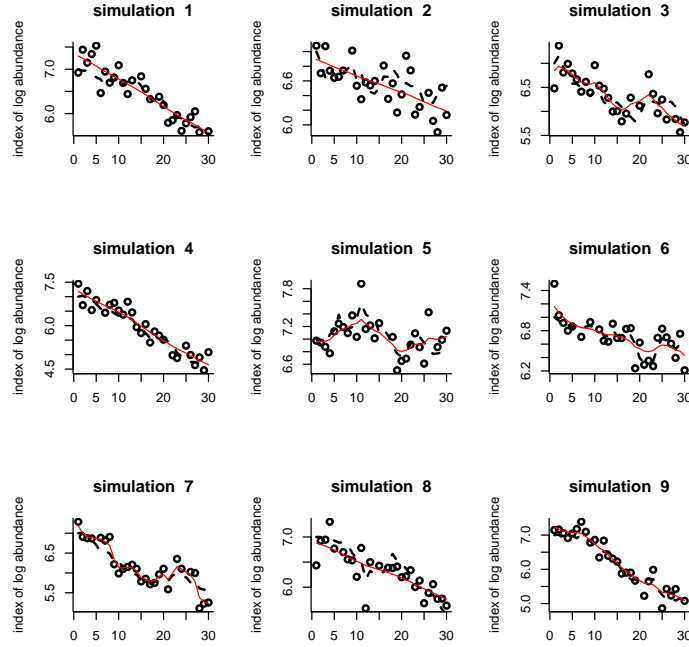 simulation 1
simulation 2
simulation 3
index of log abundance
7.0
6.0
0 5 10 20 30
index of log abundance
6.6
6.0
0 5 10 20 30
index of log abundance
6.5
5.5
0 5 10 20 30
simulation 4
simulation 5
simulation 6
index of log abundance
7.5
6.0
4.5
0 5 10 20 30
index of log abundance
7.8
7.2
6.6
0 5 10 20 30
index of log abundance
7.4
6.8
6.2
0 5 10 20 30
simulation 7
simulation 8
simulation 9
index of log abundance
6.5
5.5
0 5 10 20 30
index of log abundance
7.0
6.0
0 5 10 20 30
index of log abundance
7.0
6.0
5.0
0 5 10 20 30